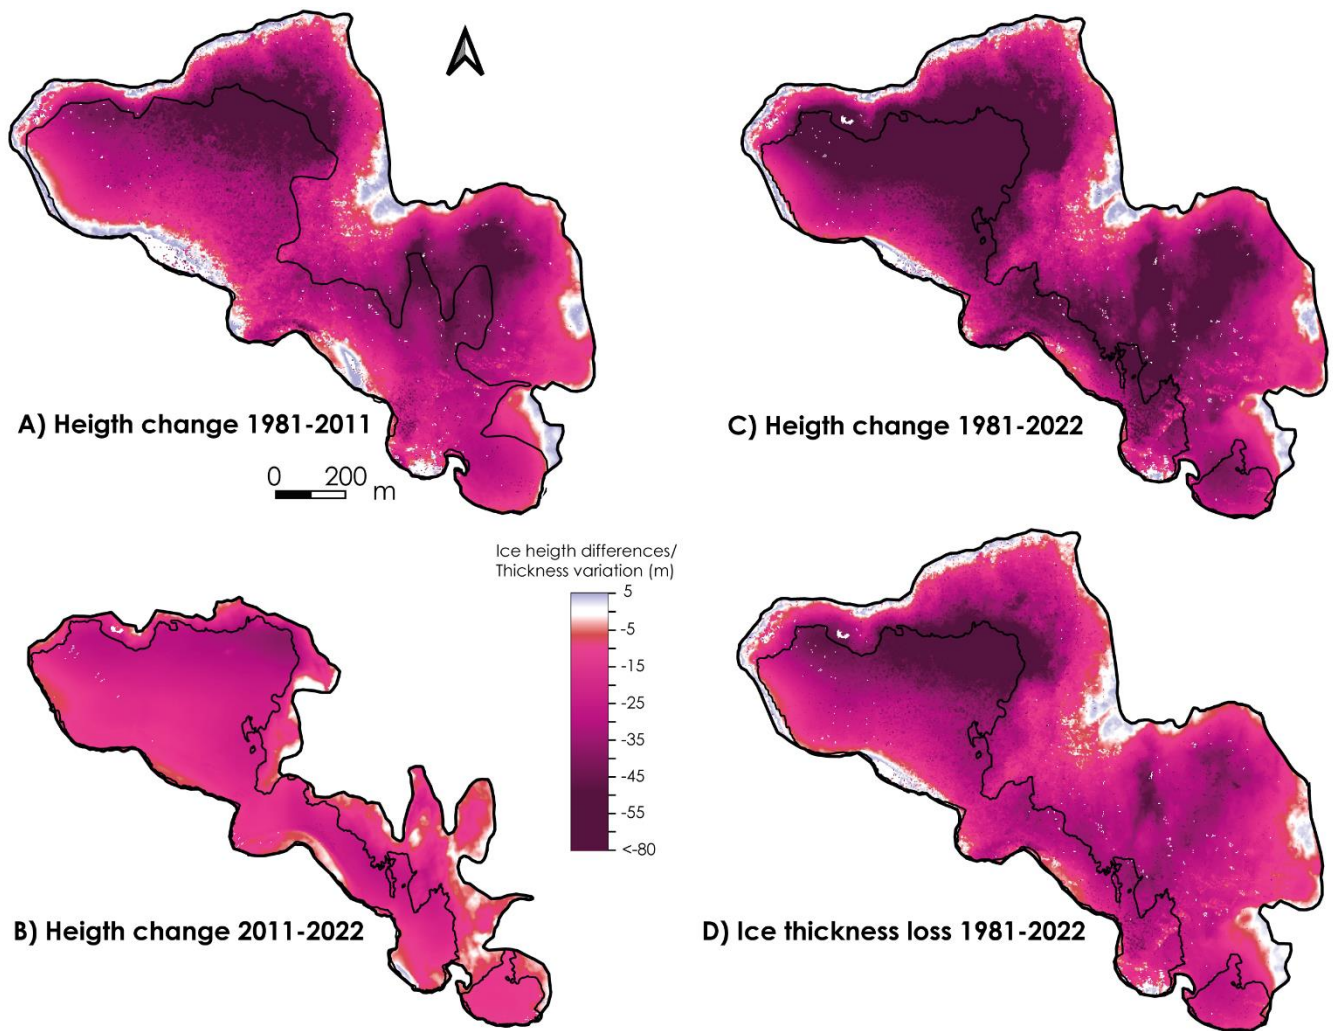 A) Heigth change 1981-2011
0 200 m
C) Heigth change 1981-2022
Ice heigth differences/
Thickness variation (m)
5
-5
-15
-25
-35
-45
-55
<-80
B) Heigth change 2011-2022
D) Ice thickness loss 1981-2022